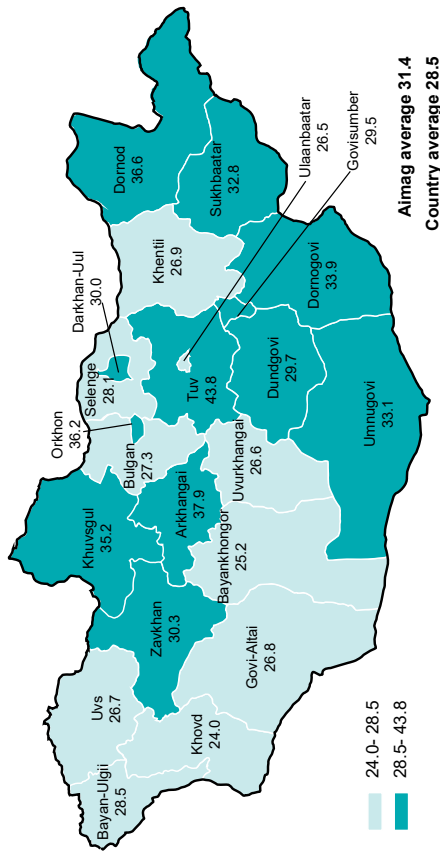 Bayan-Ulgii
28.5
Uvs
26.7
Khovd
24.0
Govi-Altai
26.8
Zavkhan
30.3
Khuvsgul
35.2
Arkhangai
37.9
Bayankhongor
25.2
Uvurkhangai
26.6
Bulgan
27.3
Orkhon
36.2
Selenge
28.1
Darkhan-Uul
30.0
Tuv
43.8
Khentii
26.9
Dornod
36.6
Sukhbaatar
32.8
Dornogovi
33.9
Dundgovi
29.7
Umnugovi
33.1
Ulaanbaatar
26.5
Govisumber
29.5
24.0- 28.5
28.5- 43.8
Aimag average 31.4
Country average 28.5